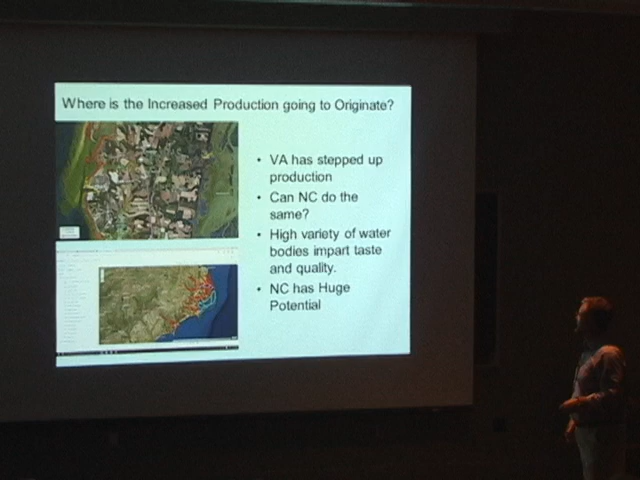 Where is the Increased Production going to Originate?
• VA has stepped up
production
• Can NC do the
same?
• High variety of water
bodies impart taste
and quality.
• NC has Huge
Potential